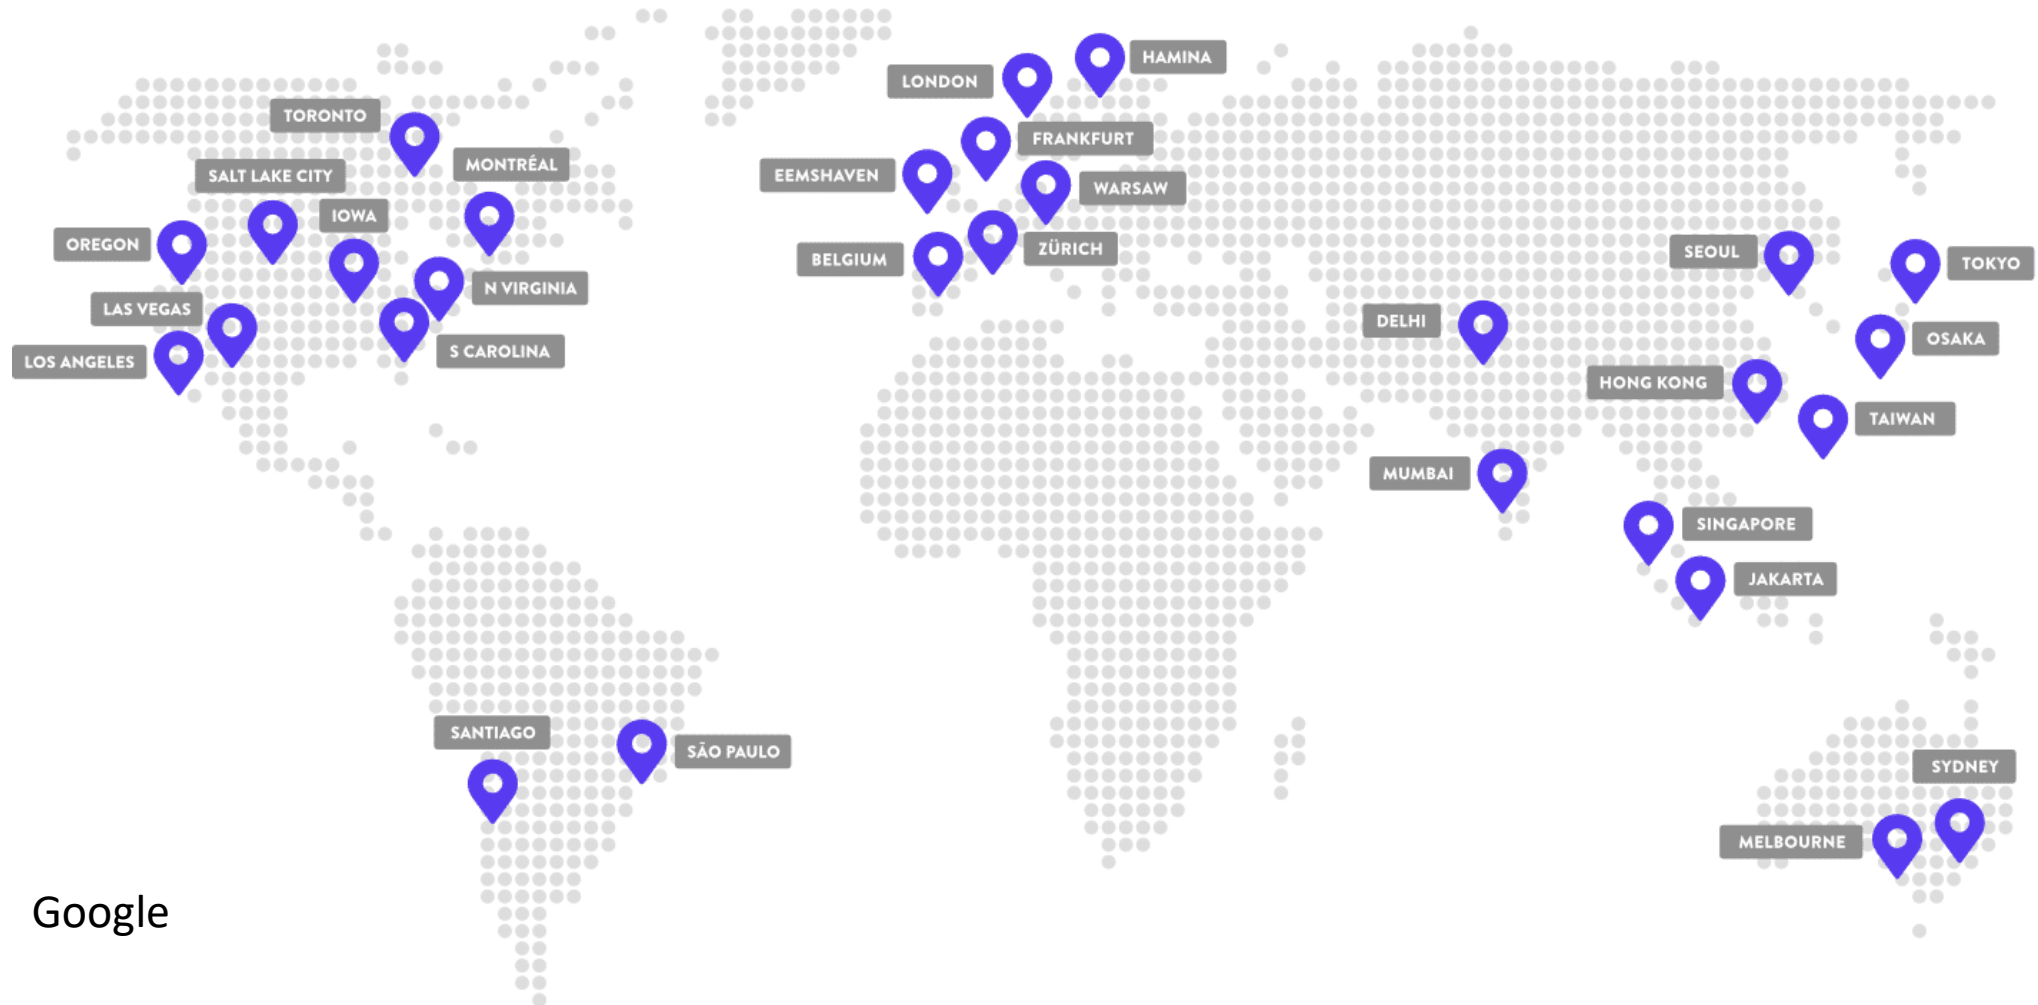 HAMINA
LONDON
TORONTO
FRANKFURT
MONTRÉAL
SALT LAKE CITY
EEMSHAVEN
WARSAW
IOWA
OREGON
ZÜRICH
BELGIUM
SEOUL
TOKYO
N VIRGINIA
LAS VEGAS
DELHI
OSAKA
S CAROLINA
LOS ANGELES
HONG KONG
TAIWAN
MUMBAI
SINGAPORE
JAKARTA
SANTIAGO
SÃO PAULO
SYDNEY
MELBOURNE
Google